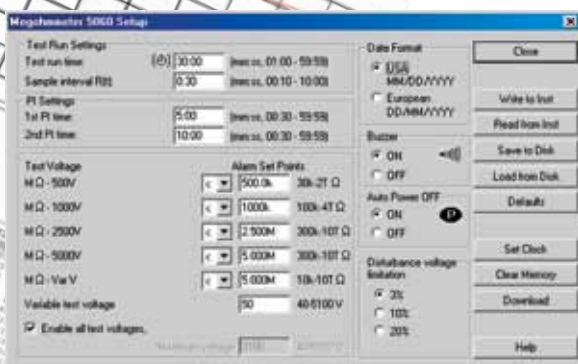 Megohmmeter 5060 Setup
Test Run Settings
Test run time: 30:00 (mm:ss, 01:00 - 59:59)
Sample interval R(t): 0:30 (mm:ss, 00:10 - 10:00)
PI Settings
1st PI time: 5:00 (mm:ss, 00:30 - 59:59)
2nd PI time: 10:00 (mm:ss, 00:30 - 59:59)
Test Voltage Alarm Set Points
MΩ - 500V < 500.0k 30k-2T Ω
MΩ - 1000V < 1000k 100k-4T Ω
MΩ - 2500V < 2.500M 300k-10T Ω
MΩ - 5000V < 5.000M 300k-10T Ω
MΩ - Var V < 5.000M 10k-10T Ω
Variable test voltage 50 40-5100 V
Enable all test voltages,
Date Format
USA
MM/DD/YYYY
European
DD/MM/YYYY
Buzzer
ON
OFF
Auto Power OFF
ON P
OFF
Disturbance voltage
limitation
3%
10%
20%
Close
Write to Inst
Read from Inst
Save to Disk
Load from Disk
Defaults
Set Clock
Clear Memory
Download
Help